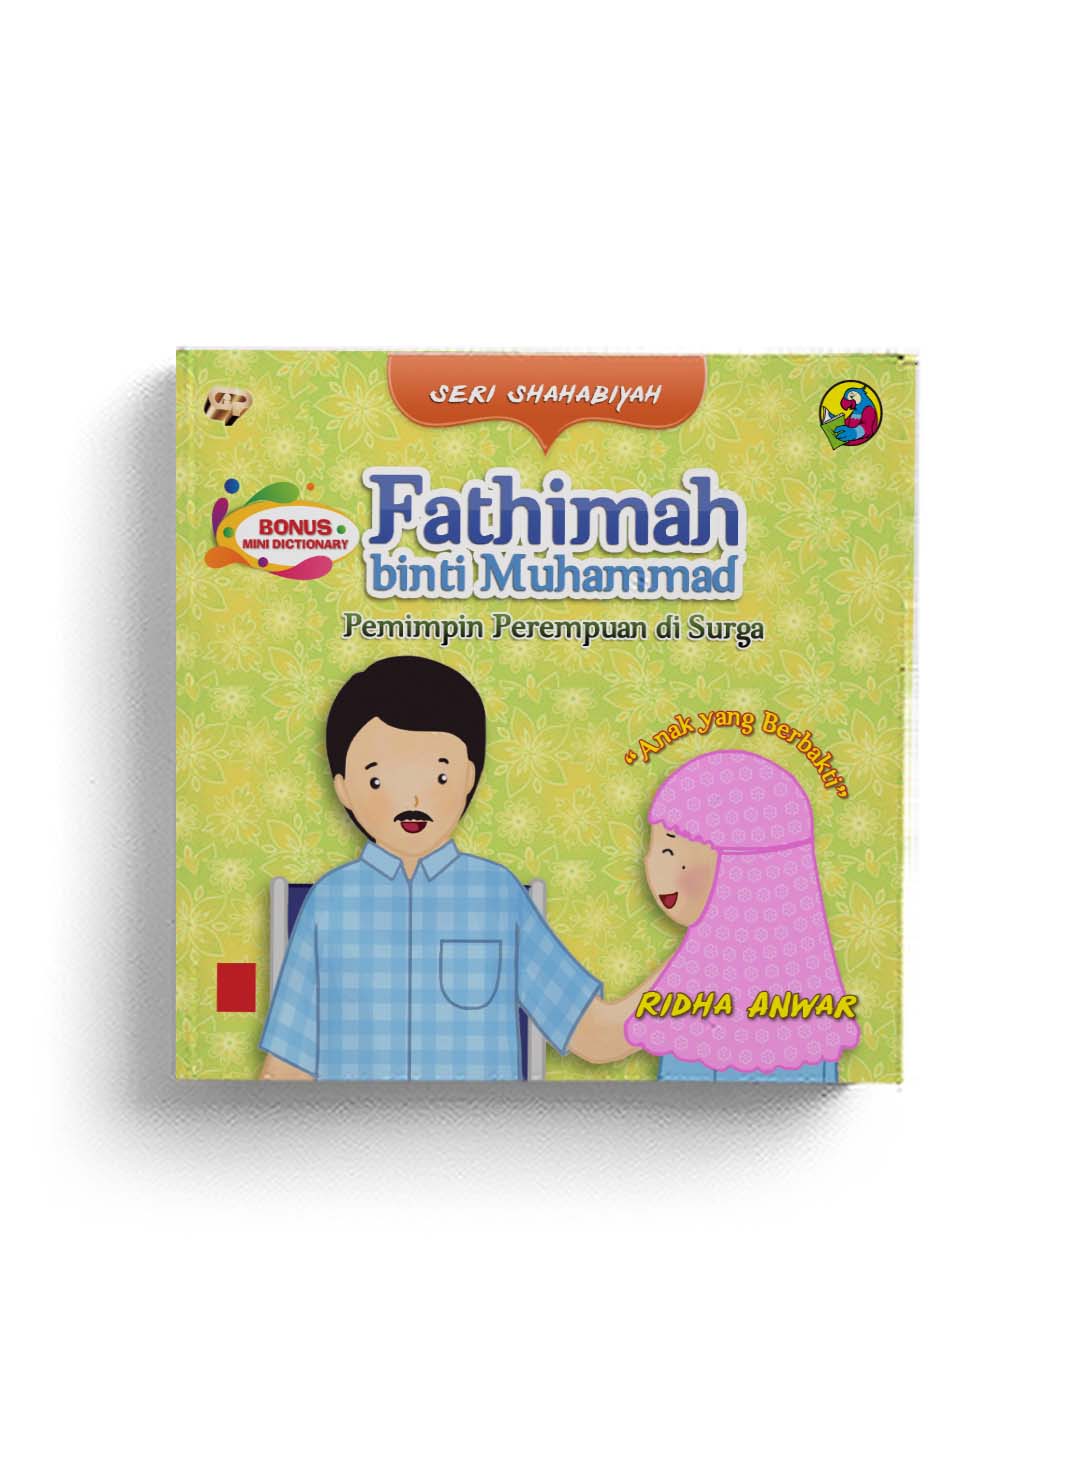 SERI SHAHABIYAH
BONUS
MINI DICTIONARY
Fathimah
binti Muhammad
Pemimpin Perempuan di Surga
"Anak yang Berbakti"
RIDHA ANWAR